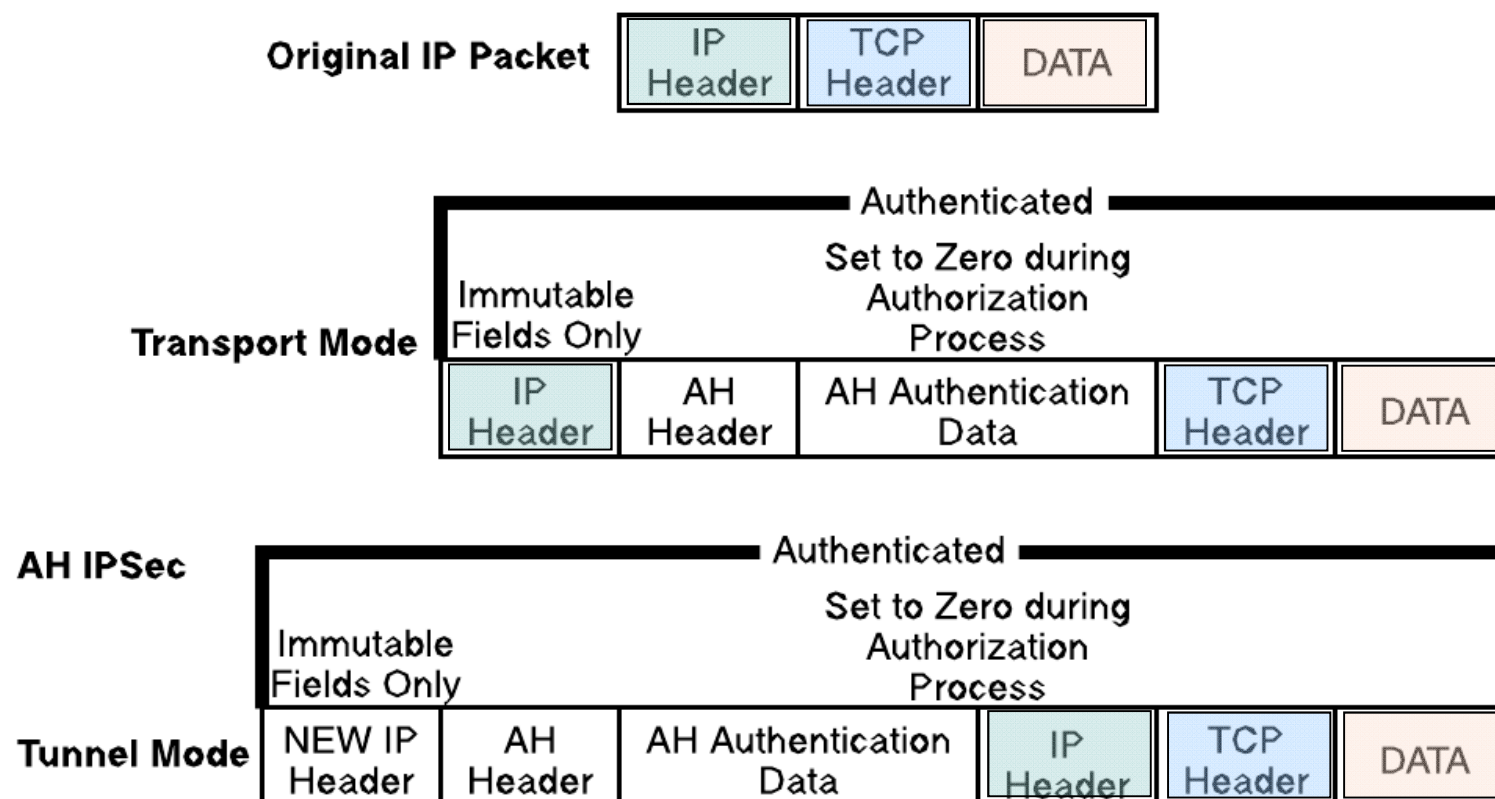 Original IP Packet
IP
Header
TCP
Header
DATA
Authenticated
Set to Zero during
Authorization
Process
Immutable
Fields Only
Transport Mode
IP
Header
AH
Header
AH Authentication
Data
TCP
Header
DATA
AH IPSec
Authenticated
Set to Zero during
Authorization
Process
Immutable
Fields Only
Tunnel Mode
NEW IP
Header
AH
Header
AH Authentication
Data
IP
Header
TCP
Header
DATA